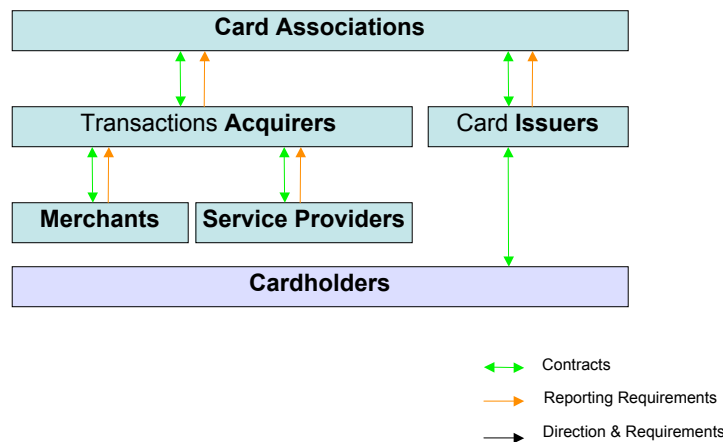 Card Associations
Transactions Acquirers
Card Issuers
Merchants
Service Providers
Cardholders
Contracts
Reporting Requirements
Direction & Requirements